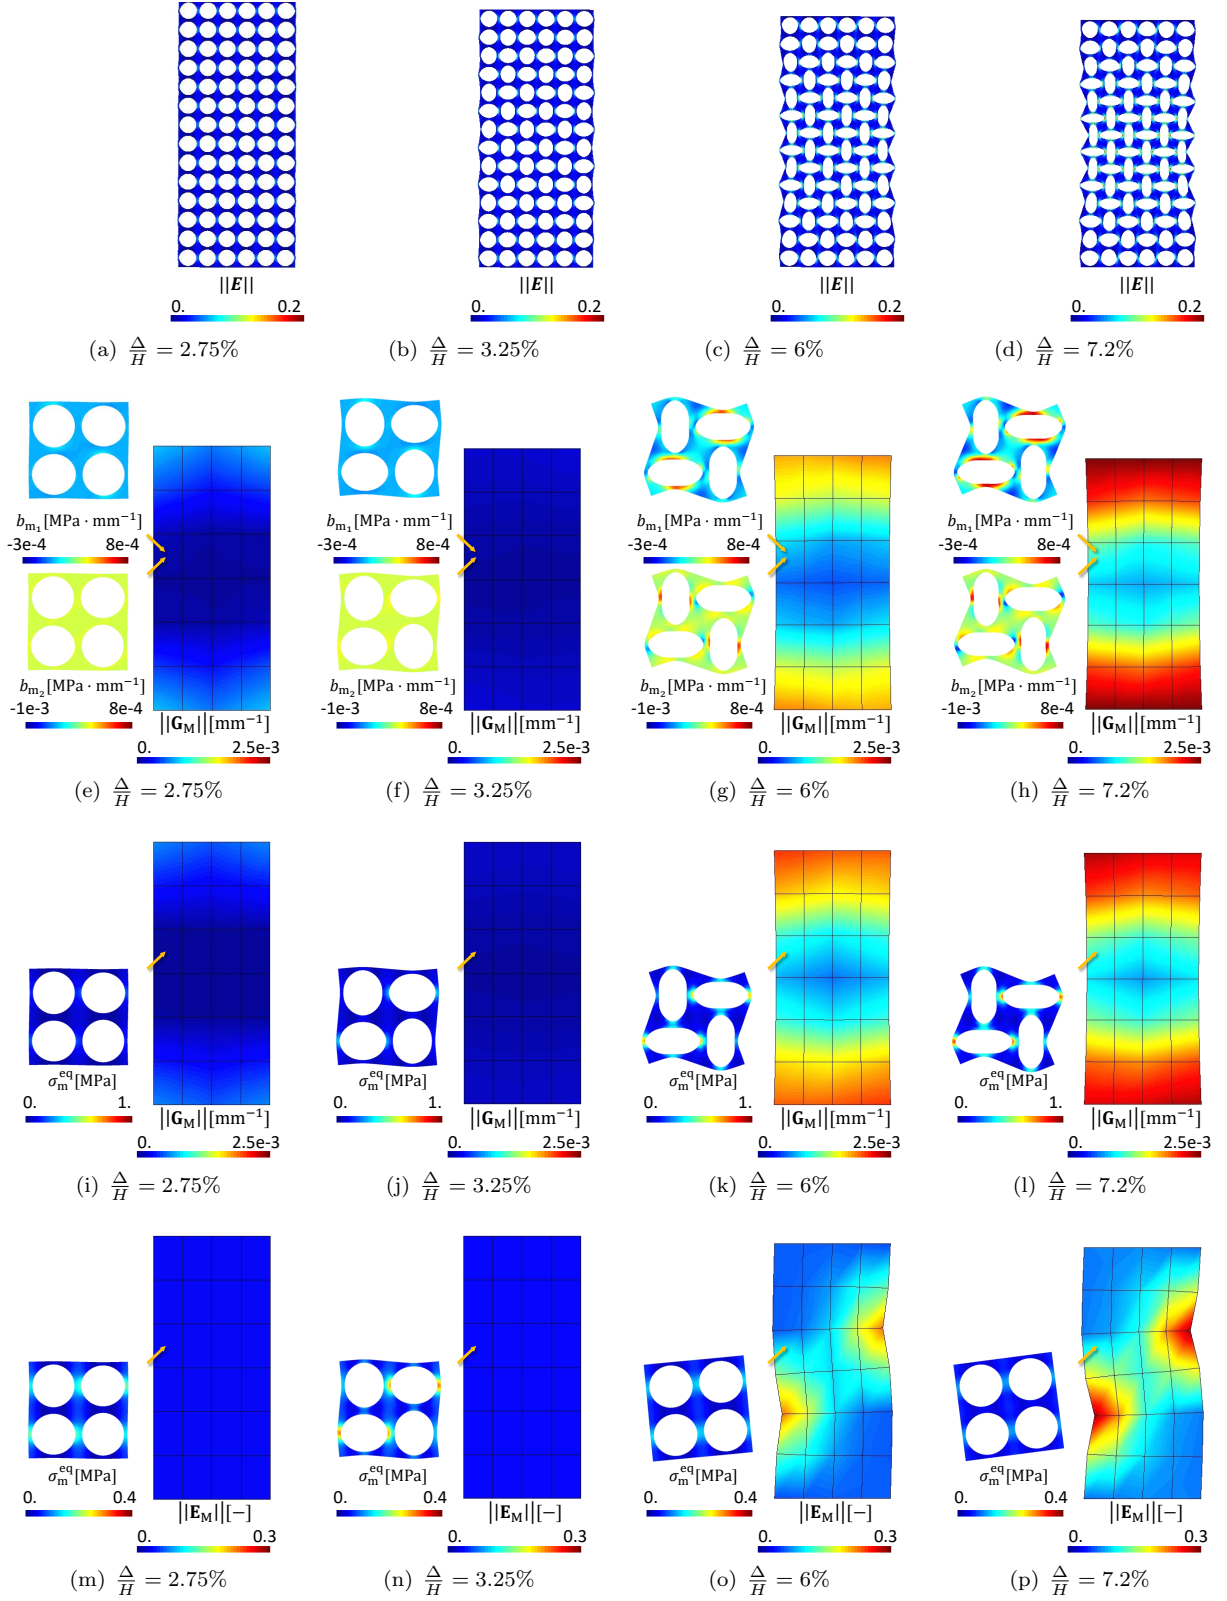 ||E|| ||E|| ||E|| ||E||
0. 0.2 0. 0.2 0. 0.2 0. 0.2
(a) Δ/H = 2.75% (b) Δ/H = 3.25% (c) Δ/H = 6% (d) Δ/H = 7.2%
b_m₁[MPa · mm⁻¹] b_m₁[MPa · mm⁻¹] b_m₁[MPa · mm⁻¹] b_m₁[MPa · mm⁻¹]
-3e-4 8e-4 -3e-4 8e-4 -3e-4 8e-4 -3e-4 8e-4
b_m₂[MPa · mm⁻¹] b_m₂[MPa · mm⁻¹] b_m₂[MPa · mm⁻¹] b_m₂[MPa · mm⁻¹]
-1e-3 8e-4 -1e-3 8e-4 -1e-3 8e-4 -1e-3 8e-4
||G_M||[mm⁻¹] ||G_M||[mm⁻¹] ||G_M||[mm⁻¹] ||G_M||[mm⁻¹]
0. 2.5e-3 0. 2.5e-3 0. 2.5e-3 0. 2.5e-3
(e) Δ/H = 2.75% (f) Δ/H = 3.25% (g) Δ/H = 6% (h) Δ/H = 7.2%
σ_m^eq[MPa] σ_m^eq[MPa] σ_m^eq[MPa] σ_m^eq[MPa]
0. 1. 0. 1. 0. 1. 0. 1.
||G_M||[mm⁻¹] ||G_M||[mm⁻¹] ||G_M||[mm⁻¹] ||G_M||[mm⁻¹]
0. 2.5e-3 0. 2.5e-3 0. 2.5e-3 0. 2.5e-3
(i) Δ/H = 2.75% (j) Δ/H = 3.25% (k) Δ/H = 6% (l) Δ/H = 7.2%
σ_m^eq[MPa] σ_m^eq[MPa] σ_m^eq[MPa] σ_m^eq[MPa]
0. 0.4 0. 0.4 0. 0.4 0. 0.4
||E_M||[−] ||E_M||[−] ||E_M||[−] ||E_M||[−]
0. 0.3 0. 0.3 0. 0.3 0. 0.3
(m) Δ/H = 2.75% (n) Δ/H = 3.25% (o) Δ/H = 6% (p) Δ/H = 7.2%